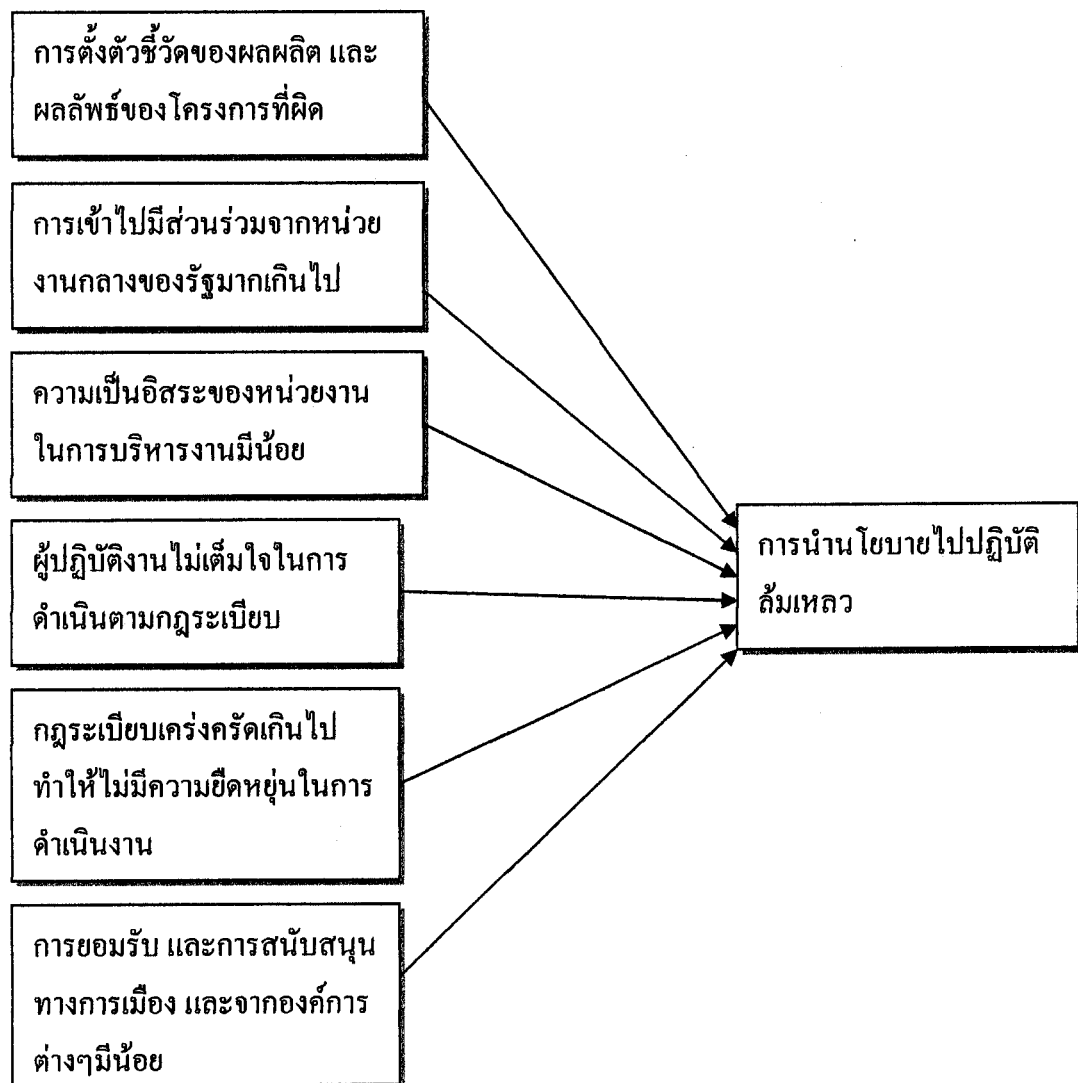 การตั้งตัวชี้วัดของผลผลิต และ
ผลลัพธ์ของโครงการที่ผิด
การเข้าไปมีส่วนร่วมจากหน่วย
งานกลางของรัฐมากเกินไป
ความเป็นอิสระของหน่วยงาน
ในการบริหารงานมีน้อย
ผู้ปฏิบัติงานไม่เต็มใจในการ
ดำเนินตามกฎระเบียบ
กฎระเบียบเคร่งครัดเกินไป
ทำให้ไม่มีความยืดหยุ่นในการ
ดำเนินงาน
การยอมรับ และการสนับสนุน
ทางการเมือง และจากองค์การ
ต่างๆมีน้อย
การนำนโยบายไปปฏิบัติ
ล้มเหลว